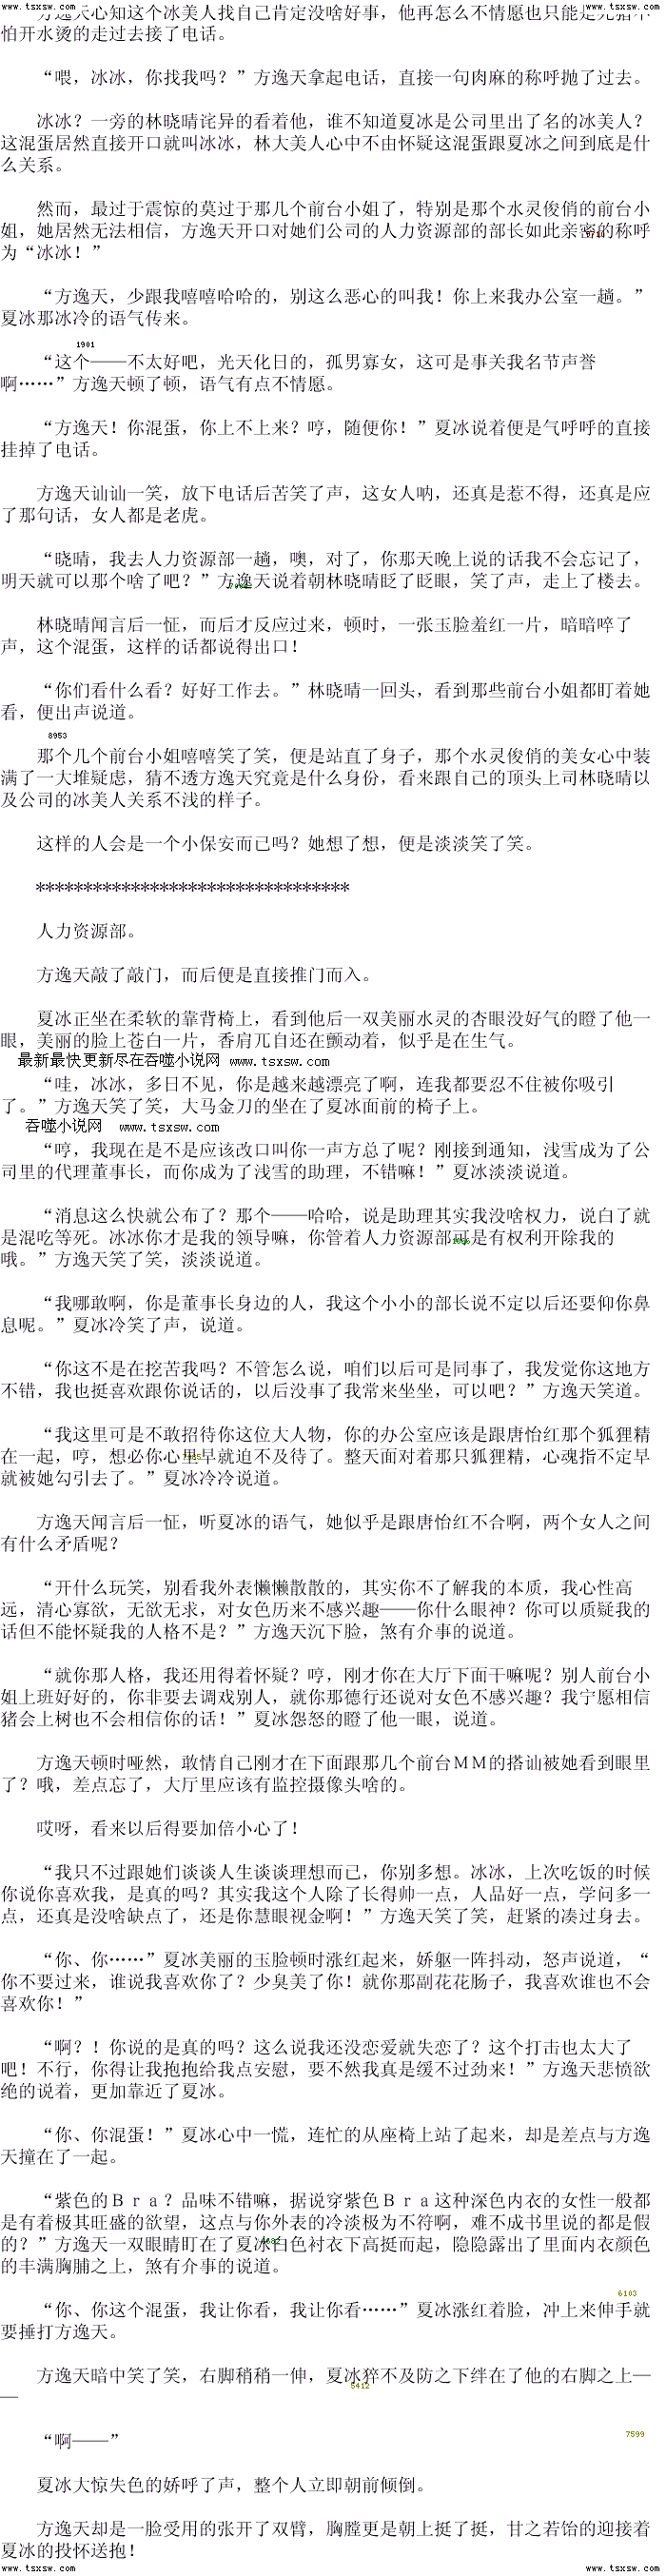 www.tsxsw.com www.tsxsw.com
方逸天心知这个冰美人找自己肯定没啥好事，他再怎么不情愿也只能是死猪不
怕开水烫的走过去接了电话。
“喂，冰冰，你找我吗？”方逸天拿起电话，直接一句肉麻的称呼抛了过去。
冰冰？一旁的林晓晴诧异的看着他，谁不知道夏冰是公司里出了名的冰美人？
这混蛋居然直接开口就叫冰冰，林大美人心中不由怀疑这混蛋跟夏冰之间到底是什
么关系。
然而，最过于震惊的莫过于那几个前台小姐了，特别是那个水灵俊俏的前台小
姐，她居然无法相信，方逸天开口对她们公司的人力资源部的部长如此亲密的称呼
为“冰冰！”
“方逸天，少跟我嘻嘻哈哈的，别这么恶心的叫我！你上来我办公室一趟。”
夏冰那冰冷的语气传来。
1901
“这个——不太好吧，光天化日的，孤男寡女，这可是事关我名节声誉
啊……”方逸天顿了顿，语气有点不情愿。
“方逸天！你混蛋，你上不上来？哼，随便你！”夏冰说着便是气呼呼的直接
挂掉了电话。
方逸天讪讪一笑，放下电话后苦笑了声，这女人呐，还真是惹不得，还真是应
了那句话，女人都是老虎。
“晓晴，我去人力资源部一趟，噢，对了，你那天晚上说的话我不会忘记了，
明天就可以那个啥了吧？”方逸天说着朝林晓晴眨了眨眼，笑了声，走上了楼去。
林晓晴闻言后一怔，而后才反应过来，顿时，一张玉脸羞红一片，暗暗啐了
声，这个混蛋，这样的话都说得出口！
“你们看什么看？好好工作去。”林晓晴一回头，看到那些前台小姐都盯着她
看，便出声说道。
8953
那个几个前台小姐嘻嘻笑了笑，便是站直了身子，那个水灵俊俏的美女心中装
满了一大堆疑虑，猜不透方逸天究竟是什么身份，看来跟自己的顶头上司林晓晴以
及公司的冰美人关系不浅的样子。
这样的人会是一个小保安而已吗？她想了想，便是淡淡笑了笑。
*********************************
人力资源部。
方逸天敲了敲门，而后便是直接推门而入。
夏冰正坐在柔软的靠背椅上，看到他后一双美丽水灵的杏眼没好气的瞪了他一
眼，美丽的脸上苍白一片，香肩兀自还在颤动着，似乎是在生气。
最新最快更新尽在吞噬小说网 www.tsxsw.com
“哇，冰冰，多日不见，你是越来越漂亮了啊，连我都要忍不住被你吸引
了。”方逸天笑了笑，大马金刀的坐在了夏冰面前的椅子上。
吞噬小说网 www.tsxsw.com
“哼，我现在是不是应该改口叫你一声方总了呢？刚接到通知，浅雪成为了公
司里的代理董事长，而你成为了浅雪的助理，不错嘛！”夏冰淡淡说道。
“消息这么快就公布了？那个——哈哈，说是助理其实我没啥权力，说白了就
是混吃等死。冰冰你才是我的领导嘛，你管着人力资源部可是有权利开除我的
哦。”方逸天笑了笑，淡淡说道。
“我哪敢啊，你是董事长身边的人，我这个小小的部长说不定以后还要仰你鼻
息呢。”夏冰冷笑了声，说道。
“你这不是在挖苦我吗？不管怎么说，咱们以后可是同事了，我发觉你这地方
不错，我也挺喜欢跟你说话的，以后没事了我常来坐坐，可以吧？”方逸天笑道。
“我这里可是不敢招待你这位大人物，你的办公室应该是跟唐怡红那个狐狸精
在一起，哼，想必你心里早就迫不及待了。整天面对着那只狐狸精，心魂指不定早
就被她勾引去了。”夏冰冷冷说道。
方逸天闻言后一怔，听夏冰的语气，她似乎是跟唐怡红不合啊，两个女人之间
有什么矛盾呢？
“开什么玩笑，别看我外表懒懒散散的，其实你不了解我的本质，我心性高
远，清心寡欲，无欲无求，对女色历来不感兴趣——你什么眼神？你可以质疑我的
话但不能怀疑我的人格不是？”方逸天沉下脸，煞有介事的说道。
“就你那人格，我还用得着怀疑？哼，刚才你在大厅下面干嘛呢？别人前台小
姐上班好好的，你非要去调戏别人，就你那德行还说对女色不感兴趣？我宁愿相信
猪会上树也不会相信你的话！”夏冰怨怒的瞪了他一眼，说道。
方逸天顿时哑然，敢情自己刚才在下面跟那几个前台ＭＭ的搭讪被她看到眼里
了？哦，差点忘了，大厅里应该有监控摄像头啥的。
哎呀，看来以后得要加倍小心了！
“我只不过跟她们谈谈人生谈谈理想而已，你别多想。冰冰，上次吃饭的时候
你说你喜欢我，是真的吗？其实我这个人除了长得帅一点，人品好一点，学问多一
点，还真是没啥缺点了，还是你慧眼视金啊！”方逸天笑了笑，赶紧的凑过身去。
“你、你……”夏冰美丽的玉脸顿时涨红起来，娇躯一阵抖动，怒声说道，“
你不要过来，谁说我喜欢你了？少臭美了你！就你那副花花肠子，我喜欢谁也不会
喜欢你！”
“啊？！你说的是真的吗？这么说我还没恋爱就失恋了？这个打击也太大了
吧！不行，你得让我抱抱给我点安慰，要不然我真是缓不过劲来！”方逸天悲愤欲
绝的说着，更加靠近了夏冰。
“你、你混蛋！”夏冰心中一慌，连忙的从座椅上站了起来，却是差点与方逸
天撞在了一起。
“紫色的Ｂｒａ？品味不错嘛，据说穿紫色Ｂｒａ这种深色内衣的女性一般都
是有着极其旺盛的欲望，这点与你外表的冷淡极为不符啊，难不成书里说的都是假
的？”方逸天一双眼睛盯在了夏冰白色衬衣下高挺而起，隐隐露出了里面内衣颜色
的丰满胸脯之上，煞有介事的说道。
6103
“你、你这个混蛋，我让你看，我让你看……”夏冰涨红着脸，冲上来伸手就
要捶打方逸天。
方逸天暗中笑了笑，右脚稍稍一伸，夏冰猝不及防之下绊在了他的右脚之上—
—
5412
“啊——” 7599
夏冰大惊失色的娇呼了声，整个人立即朝前倾倒。
方逸天却是一脸受用的张开了双臂，胸膛更是朝上挺了挺，甘之若饴的迎接着
夏冰的投怀送抱！
www.tsxsw.com www.tsxsw.com